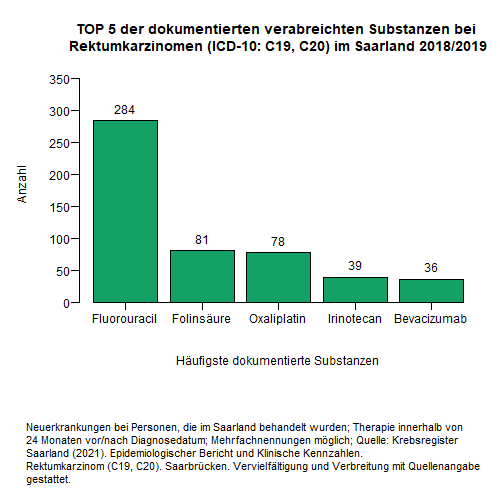 TOP 5 der dokumentierten verabreichten Substanzen bei
Rektumkarzinomen (ICD-10: C19, C20) im Saarland 2018/2019
350
300
250
200
150
100
50
0
Anzahl
284
81
78
39
36
Fluorouracil Folinsäure Oxaliplatin Irinotecan Bevacizumab
Häufigste dokumentierte Substanzen
Neuerkrankungen bei Personen, die im Saarland behandelt wurden; Therapie innerhalb von
24 Monaten vor/nach Diagnosedatum; Mehrfachnennungen möglich; Quelle: Krebsregister
Saarland (2021). Epidemiologischer Bericht und Klinische Kennzahlen.
Rektumkarzinom (C19, C20). Saarbrücken. Vervielfältigung und Verbreitung mit Quellenangabe
gestattet.